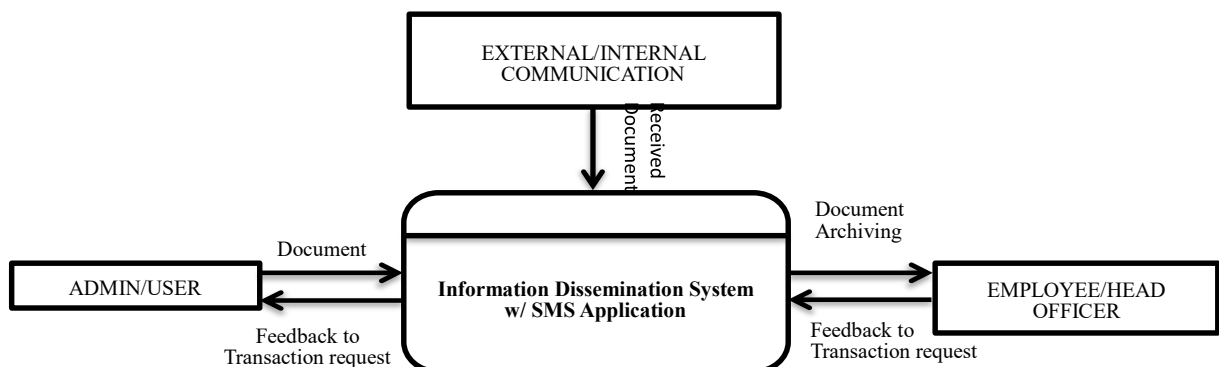 EXTERNAL/INTERNAL
COMMUNICATION
Received
Document
Document
Archiving
Document
ADMIN/USER
Information Dissemination System
w/ SMS Application
EMPLOYEE/HEAD
OFFICER
Feedback to
Transaction request
Feedback to
Transaction request